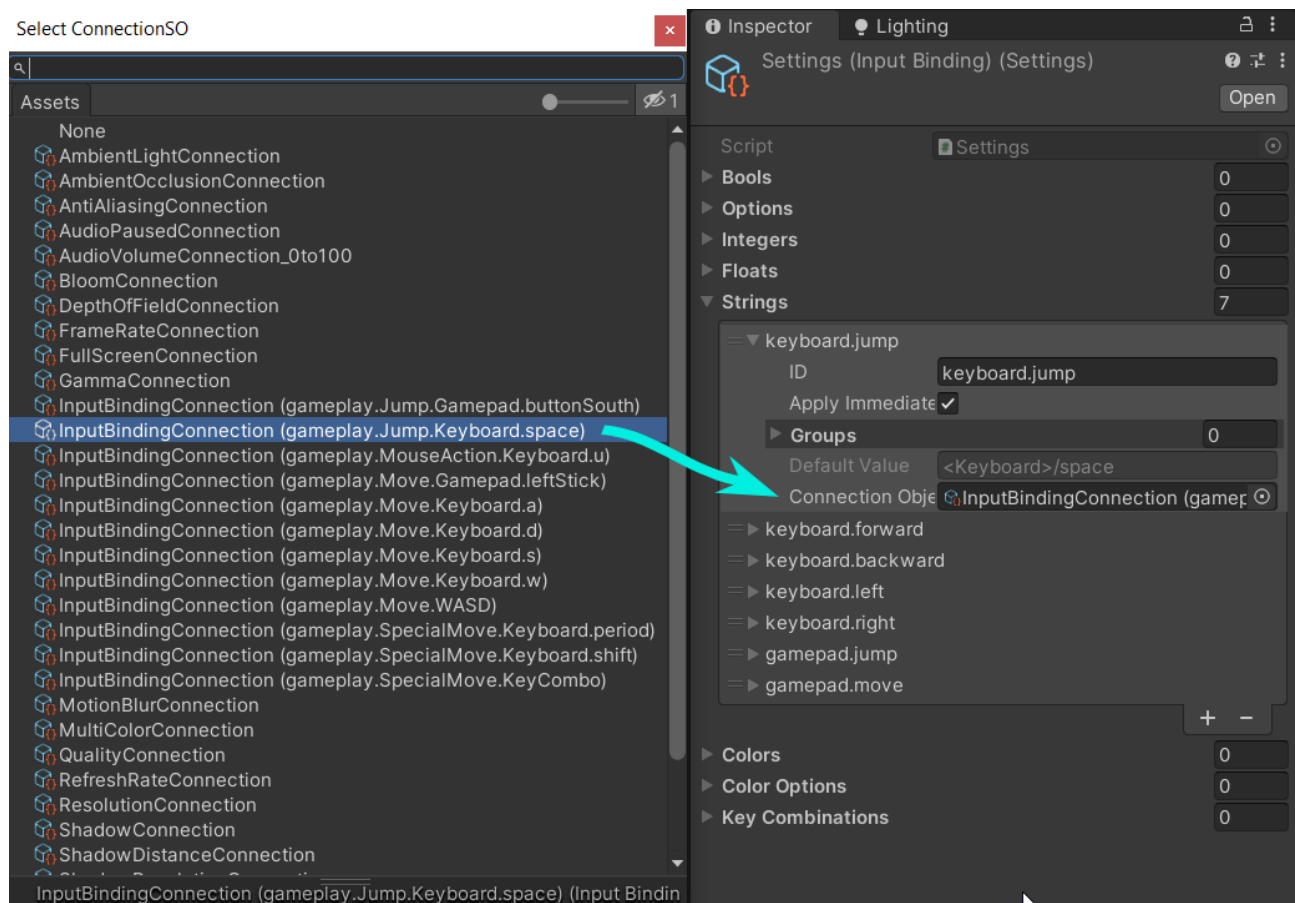 Select ConnectionSO
Assets
1
None
AmbientLightConnection
AmbientOcclusionConnection
AntiAliasingConnection
AudioPausedConnection
AudioVolumeConnection_0to100
BloomConnection
DepthOfFieldConnection
FrameRateConnection
FullScreenConnection
GammaConnection
InputBindingConnection (gameplay.Jump.Gamepad.buttonSouth)
InputBindingConnection (gameplay.Jump.Keyboard.space)
InputBindingConnection (gameplay.MouseAction.Keyboard.u)
InputBindingConnection (gameplay.Move.Gamepad.leftStick)
InputBindingConnection (gameplay.Move.Keyboard.a)
InputBindingConnection (gameplay.Move.Keyboard.d)
InputBindingConnection (gameplay.Move.Keyboard.s)
InputBindingConnection (gameplay.Move.Keyboard.w)
InputBindingConnection (gameplay.Move.WASD)
InputBindingConnection (gameplay.SpecialMove.Keyboard.period)
InputBindingConnection (gameplay.SpecialMove.Keyboard.shift)
InputBindingConnection (gameplay.SpecialMove.KeyCombo)
MotionBlurConnection
MultiColorConnection
QualityConnection
RefreshRateConnection
ResolutionConnection
ShadowConnection
ShadowDistanceConnection
InputBindingConnection (gameplay.Jump.Keyboard.space) (Input Bindin
Inspector
Lighting
Settings (Input Binding) (Settings)
Open
Script Settings
Bools 0
Options 0
Integers 0
Floats 0
Strings 7
keyboard.jump
ID keyboard.jump
Apply Immediate
Groups 0
Default Value <Keyboard>/space
Connection Obje InputBindingConnection (gamep
keyboard.forward
keyboard.backward
keyboard.left
keyboard.right
gamepad.jump
gamepad.move
+ -
Colors 0
Color Options 0
Key Combinations 0